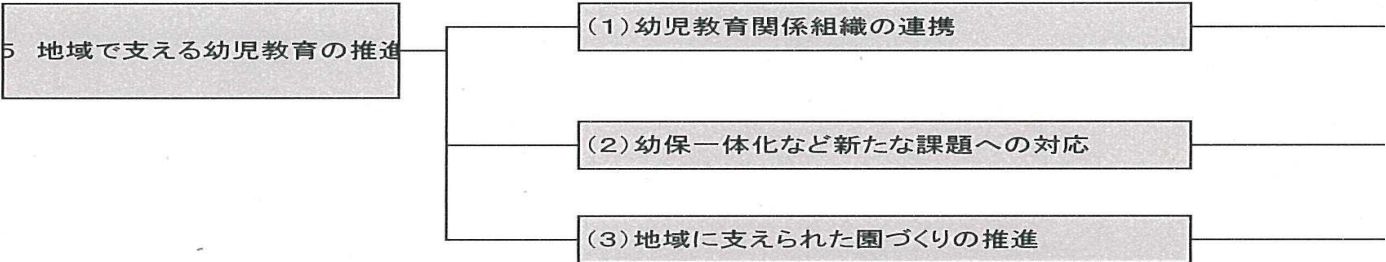 5 地域で支える幼児教育の推進
(1)幼児教育関係組織の連携
(2)幼保一体化など新たな課題への対応
(3)地域に支えられた園づくりの推進